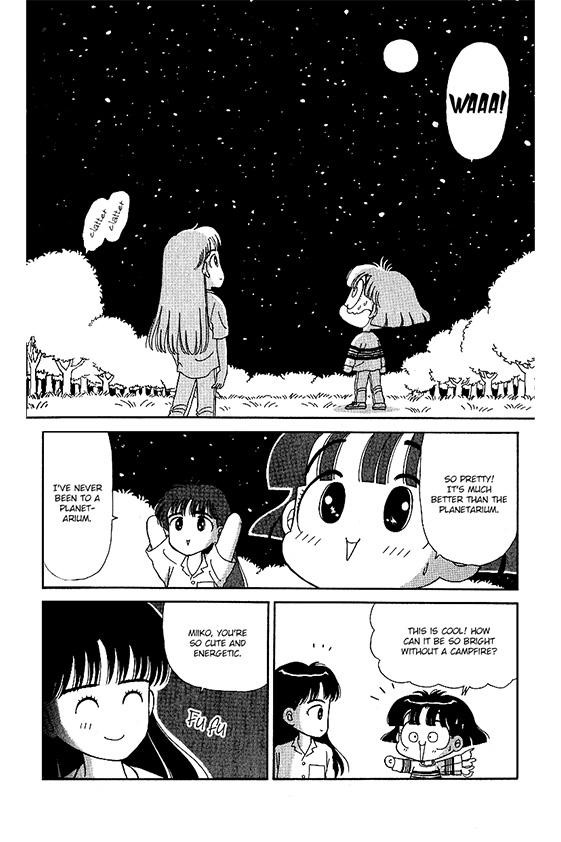 WAAA!
clatter
clatter
SO PRETTY!
IT'S MUCH
BETTER THAN THE
PLANETARIUM.
I'VE NEVER
BEEN TO A
PLANET-
ARIUM.
THIS IS COOL! HOW
CAN IT BE SO BRIGHT
WITHOUT A CAMPFIRE?
MIIKO, YOU'RE
SO CUTE AND
ENERGETIC.
Fu fu